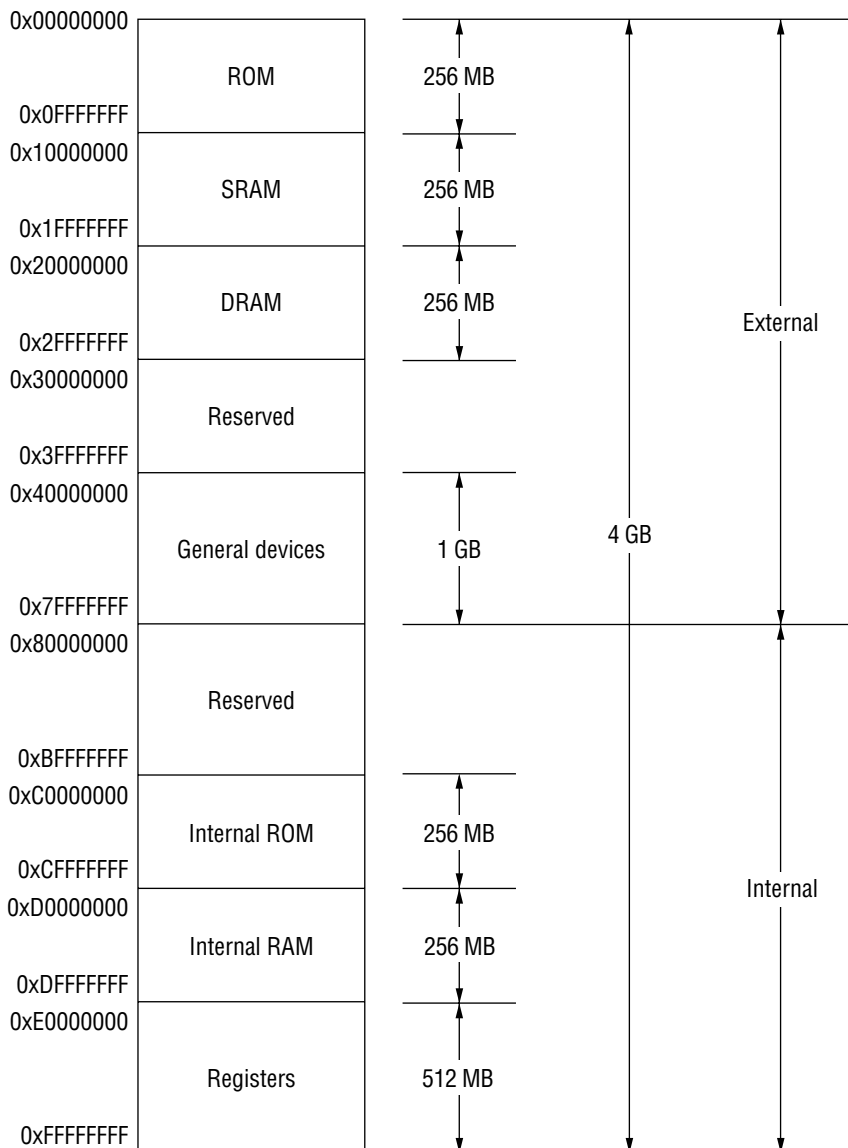 0x00000000
ROM
256 MB
0x0FFFFFFF
0x10000000
SRAM
256 MB
0x1FFFFFFF
0x20000000
DRAM
256 MB
External
0x2FFFFFFF
0x30000000
Reserved
0x3FFFFFFF
0x40000000
General devices
1 GB
4 GB
0x7FFFFFFF
0x80000000
Reserved
0xBFFFFFFF
0xC0000000
Internal ROM
256 MB
0xCFFFFFFF
Internal
0xD0000000
Internal RAM
256 MB
0xDFFFFFFF
0xE0000000
Registers
512 MB
0xFFFFFFFF